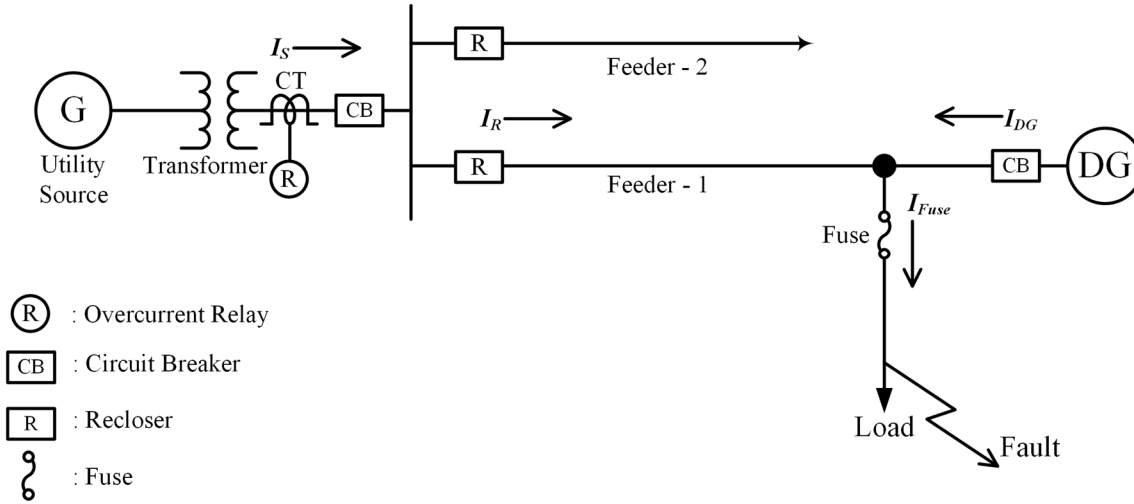 I_S
R
Feeder - 2
CT
G
CB
I_R
I_DG
Utility
Source
Transformer
R
R
Feeder - 1
CB
DG
I_Fuse
Fuse
R : Overcurrent Relay
CB : Circuit Breaker
R : Recloser
: Fuse
Load
Fault